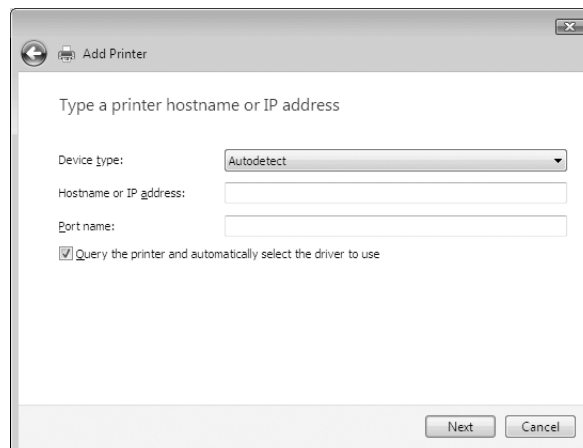 Add Printer
Type a printer hostname or IP address
Device type: Autodetect
Hostname or IP address:
Port name:
Query the printer and automatically select the driver to use
Next Cancel